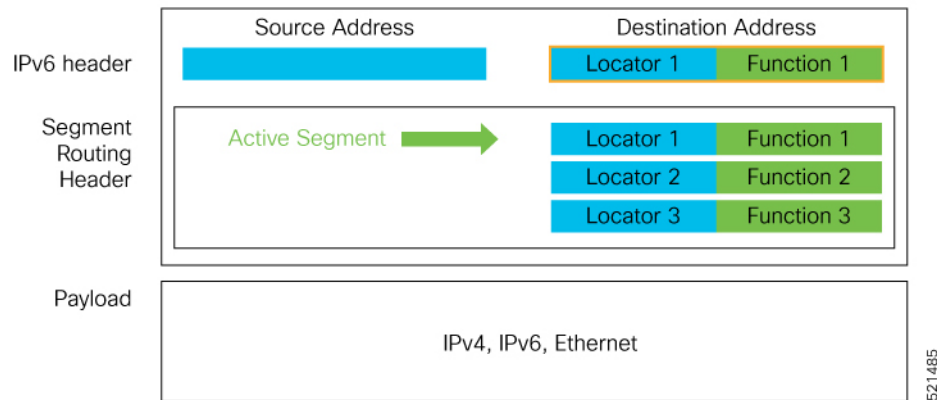 Source Address
Destination Address
IPv6 header
Locator 1
Function 1
Segment
Routing
Header
Active Segment
Locator 1
Function 1
Locator 2
Function 2
Locator 3
Function 3
Payload
IPv4, IPv6, Ethernet
521485